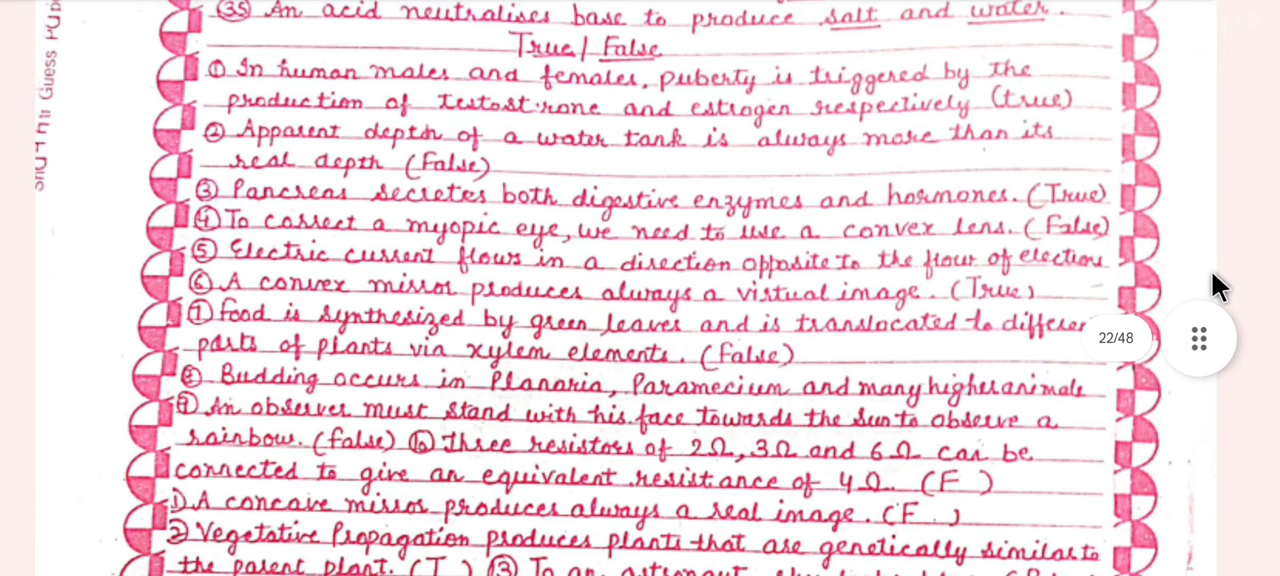 (35) An acid neutralises base to produce salt and water.
True / False
① In human males and females, puberty is triggered by the
production of testostirone and estrogen respectively (true)
② Apparent depth of a water tank is always more than its
real depth (False)
③ Pancreas secretes both digestive enzymes and hormones. (True)
④ To correct a myopic eye, we need to use a convex lens. (False)
⑤ Electric current flows in a direction opposite to the flow of electrons
⑥ A convex mirror produces always a virtual image. (True)
⑦ food is synthesized by green leaves and is translocated to differen
parts of plants via xylem elements. (false)
⑧ Budding occurs in Planaria, Paramecium and many higher animals
⑨ An observer must stand with his face towards the Sun to observe a
rainbow. (false) ⑩ three resistors of 2Ω, 3Ω and 6Ω can be
connected to give an equivalent resistance of 4Ω. (F)
1). A concave mirror produces always a real image. (F)
② Vegetative Propagation produces plants that are genetically similar to
the parent plant. (T) ③ To an astronaut
Guess
22/48